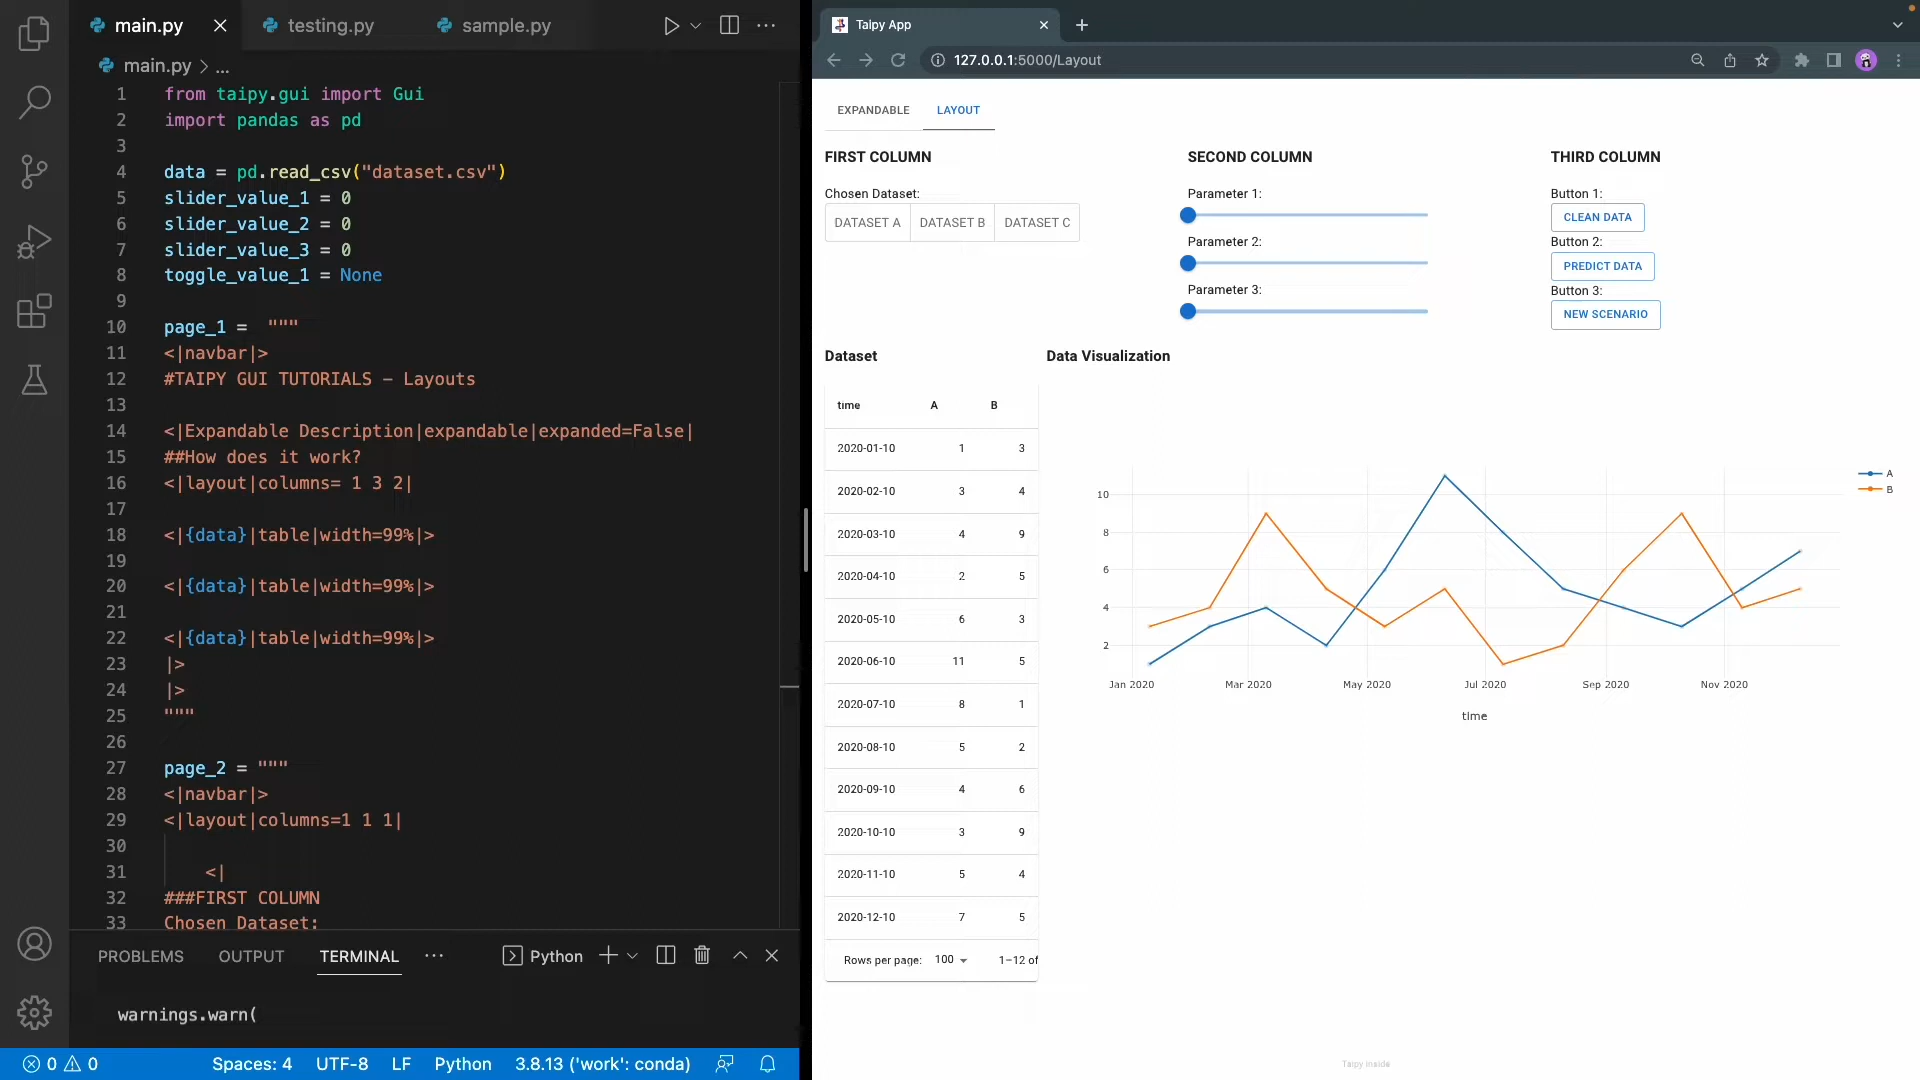 main.py
testing.py
sample.py
main.py > ...
1 from taipy.gui import Gui
2 import pandas as pd
3
4 data = pd.read_csv("dataset.csv")
5 slider_value_1 = 0
6 slider_value_2 = 0
7 slider_value_3 = 0
8 toggle_value_1 = None
9
10 page_1 = """
11 <|navbar|>
12 #TAIPY GUI TUTORIALS - Layouts
13
14 <|Expandable Description|expandable|expanded=False|
15 ##How does it work?
16 <|layout|columns= 1 3 2|
17
18 <|{data}|table|width=99%|>
19
20 <|{data}|table|width=99%|>
21
22 <|{data}|table|width=99%|>
23 |>
24 |>
25 """
26
27 page_2 = """
28 <|navbar|>
29 <|layout|columns=1 1 1|
30
31 <|
32 ###FIRST COLUMN
33 Chosen Dataset:
PROBLEMS OUTPUT TERMINAL ... Python
warnings.warn(
0 0 Spaces: 4 UTF-8 LF Python 3.8.13 ('work': conda)
Taipy App
127.0.0.1:5000/Layout
EXPANDABLE LAYOUT
FIRST COLUMN
Chosen Dataset:
DATASET A DATASET B DATASET C
SECOND COLUMN
Parameter 1:
Parameter 2:
Parameter 3:
THIRD COLUMN
Button 1:
CLEAN DATA
Button 2:
PREDICT DATA
Button 3:
NEW SCENARIO
Dataset
time A B
2020-01-10 1 3
2020-02-10 3 4
2020-03-10 4 9
2020-04-10 2 5
2020-05-10 6 3
2020-06-10 11 5
2020-07-10 8 1
2020-08-10 5 2
2020-09-10 4 6
2020-10-10 3 9
2020-11-10 5 4
2020-12-10 7 5
Rows per page: 100 1–12 of
Data Visualization
A
B
10
8
6
4
2
Jan 2020 Mar 2020 May 2020 Jul 2020 Sep 2020 Nov 2020
time
Taipy inside